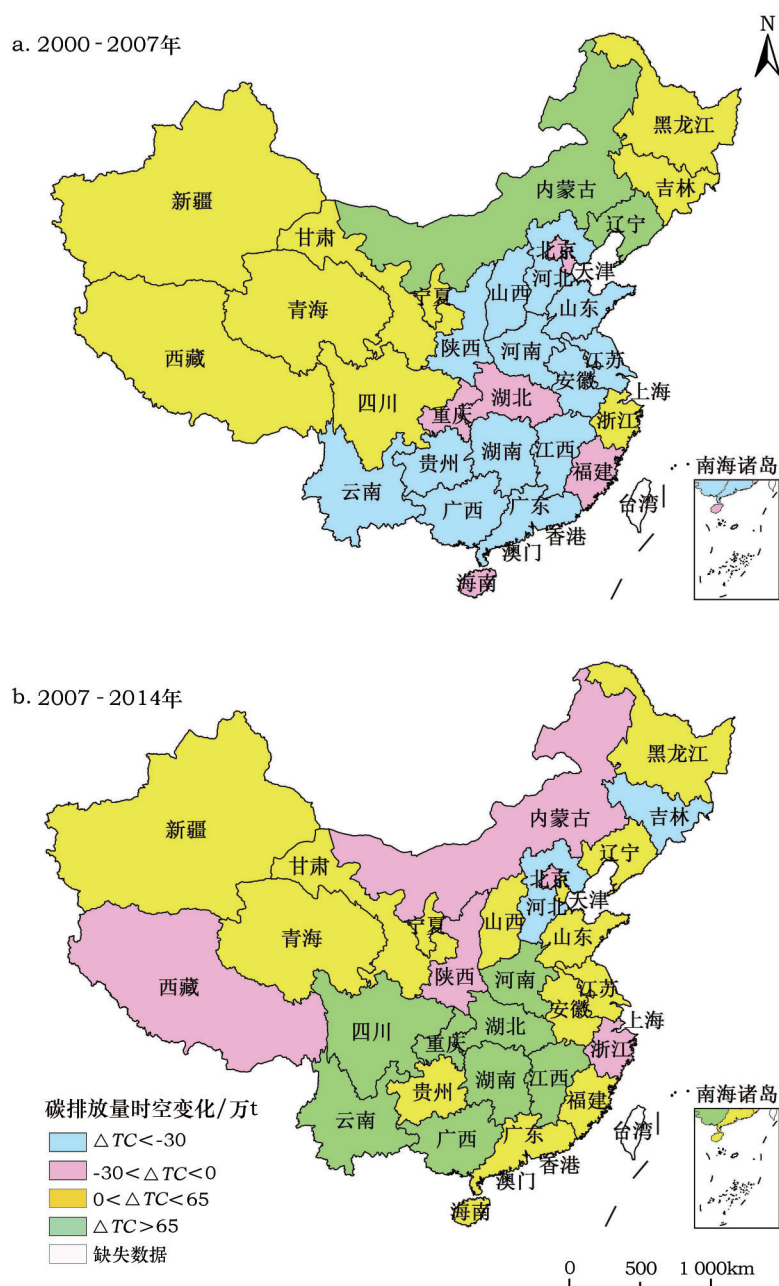 a. 2000-2007年
N
黑龙江
吉林
辽宁
内蒙古
新疆
甘肃
北京
天津
河北
山西
宁夏
山东
青海
西藏
陕西
河南
江苏
安徽
上海
四川
湖北
重庆
浙江
湖南
江西
贵州
福建
云南
广西
广东
台湾
香港
澳门
海南
南海诸岛
b. 2007-2014年
黑龙江
吉林
辽宁
内蒙古
新疆
甘肃
北京
天津
河北
山西
宁夏
山东
青海
西藏
陕西
河南
江苏
安徽
上海
四川
湖北
重庆
浙江
湖南
江西
贵州
福建
云南
广西
广东
台湾
香港
澳门
海南
南海诸岛
碳排放量时空变化/万t
△TC<-30
-30<△TC<0
0<△TC<65
△TC>65
缺失数据
0 500 1 000km